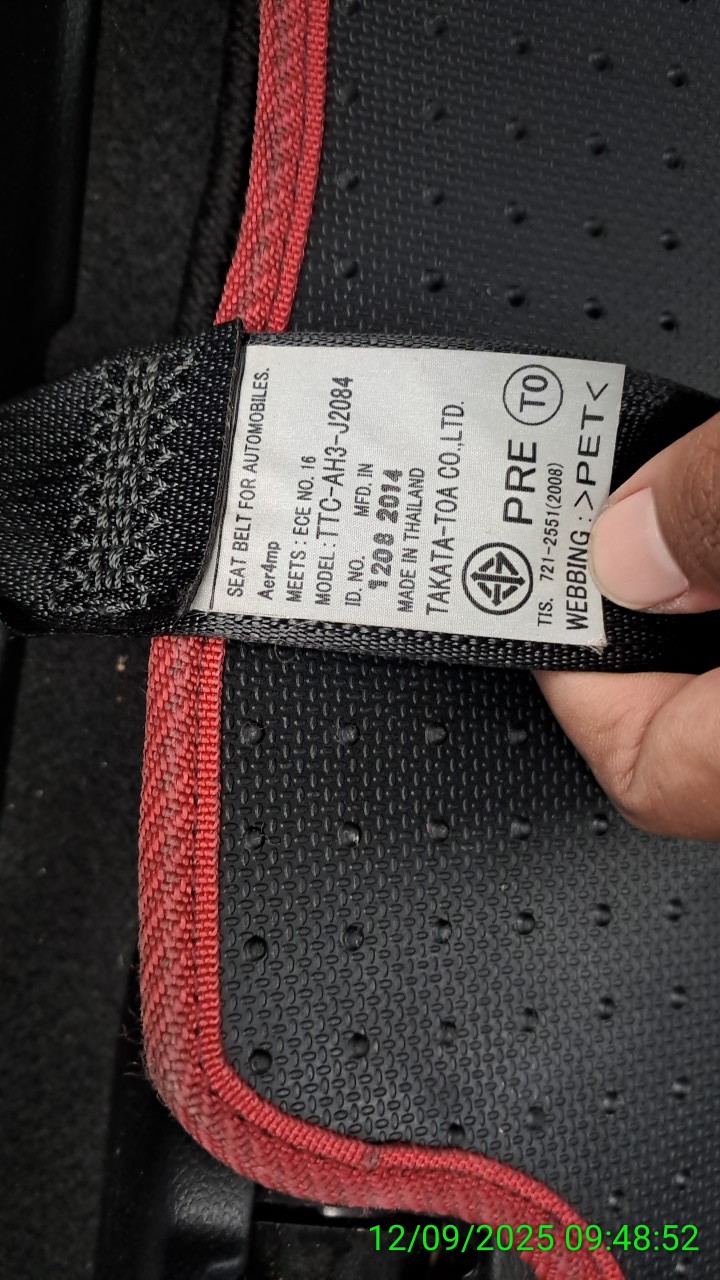 SEAT BELT FOR AUTOMOBILES.
Aer4mp
MEETS : ECE NO. 16
MODEL : TTC-AH3-J2084
ID. NO. MFD. IN
1208 2014
MADE IN THAILAND
TAKATA-TOA CO.,LTD.
PRE TO
TIS. 721-2551(2008)
WEBBING : >PET<
12/09/2025 09:48:52